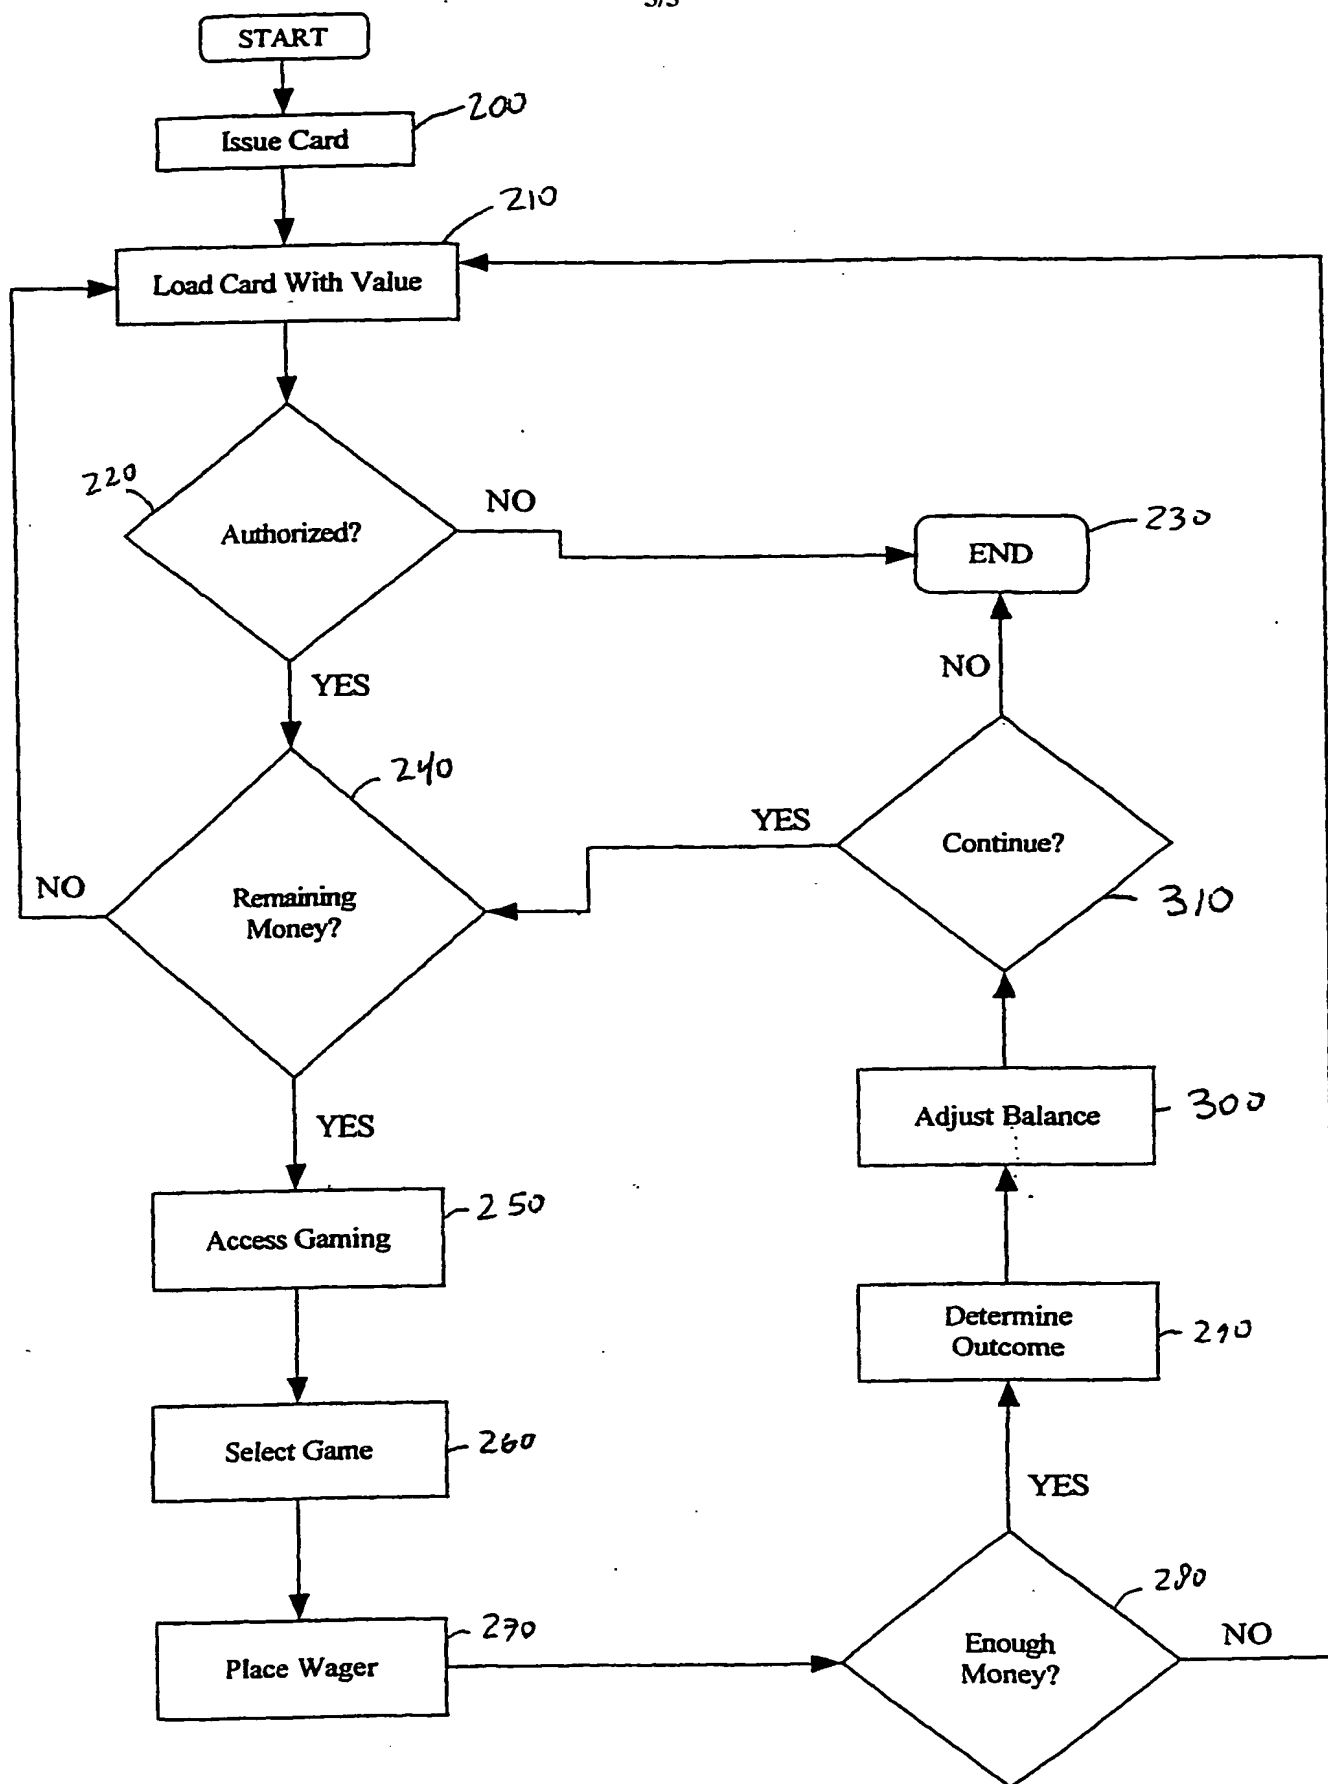 3/3
START
200
Issue Card
210
Load Card With Value
220
Authorized?
NO
230
END
YES
NO
240
YES
Continue?
NO
Remaining
Money?
310
YES
Adjust Balance
300
250
Access Gaming
Determine
Outcome
290
260
Select Game
YES
280
270
Place Wager
Enough
Money?
NO